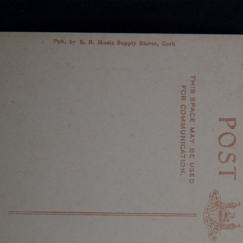 Pub. by E. H. Music Supply Stores, Cork
THIS SPACE MAY BE USED
FOR COMMUNICATION.
POST